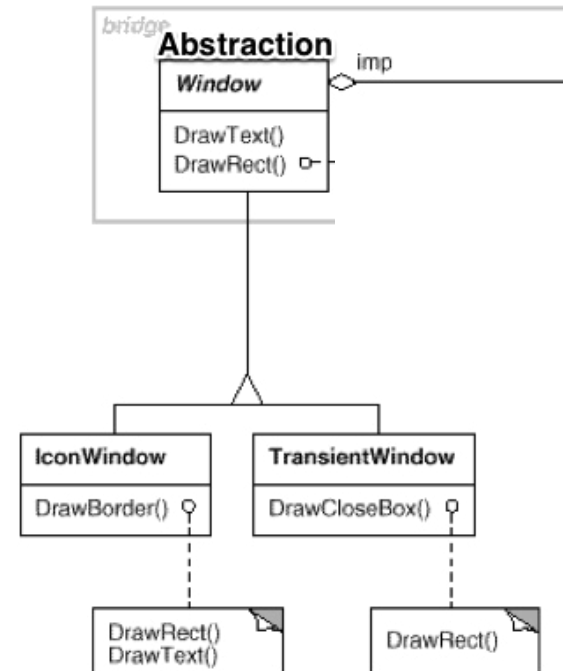 bridge
Abstraction
imp
Window
DrawText()
DrawRect()
IconWindow
DrawBorder()
TransientWindow
DrawCloseBox()
DrawRect()
DrawText()
DrawRect()